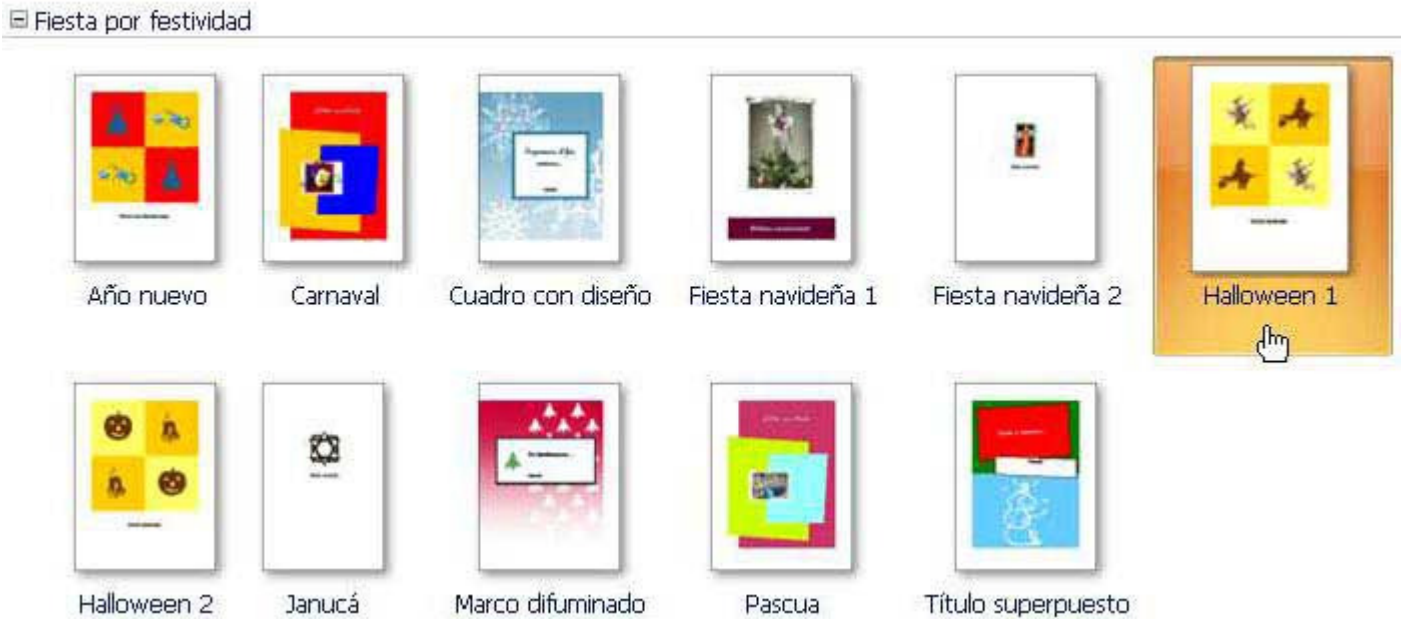 Fiesta por festividad
Año nuevo
Carnaval
Cuadro con diseño
Fiesta navideña 1
Fiesta navideña 2
Halloween 1
Halloween 2
Janucá
Marco difuminado
Pascua
Título superpuesto